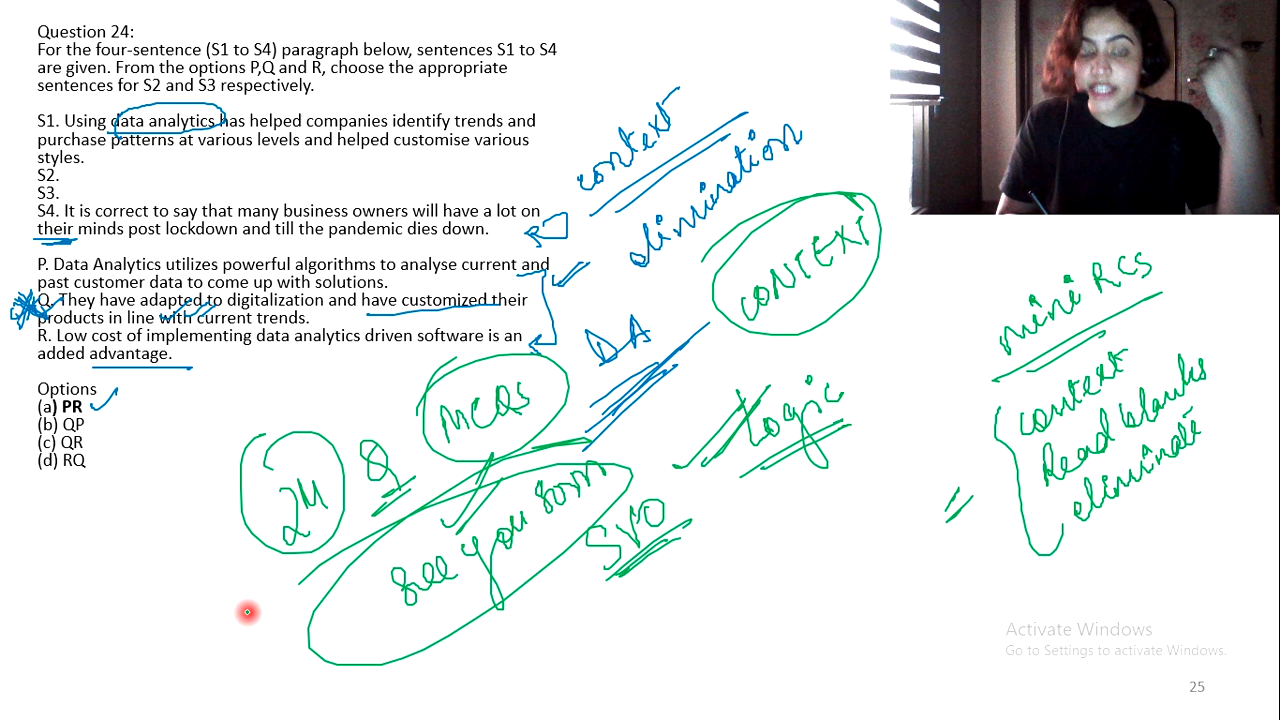 Question 24:
For the four-sentence (S1 to S4) paragraph below, sentences S1 to S4
are given. From the options P,Q and R, choose the appropriate
sentences for S2 and S3 respectively.
S1. Using data analytics has helped companies identify trends and
purchase patterns at various levels and helped customise various
styles.
S2.
S3.
S4. It is correct to say that many business owners will have a lot on
their minds post lockdown and till the pandemic dies down.
P. Data Analytics utilizes powerful algorithms to analyse current and
past customer data to come up with solutions.
Q. They have adapted to digitalization and have customized their
products in line with current trends.
R. Low cost of implementing data analytics driven software is an
added advantage.
Options
(a) PR
(b) QP
(c) QR
(d) RQ
context
elimination
CONTEXT
DA
MCQs
Logic
2M
Q
See you soon
SVO
mini RCS
context
Read blanks
eliminate
Activate Windows
Go to Settings to activate Windows.
25